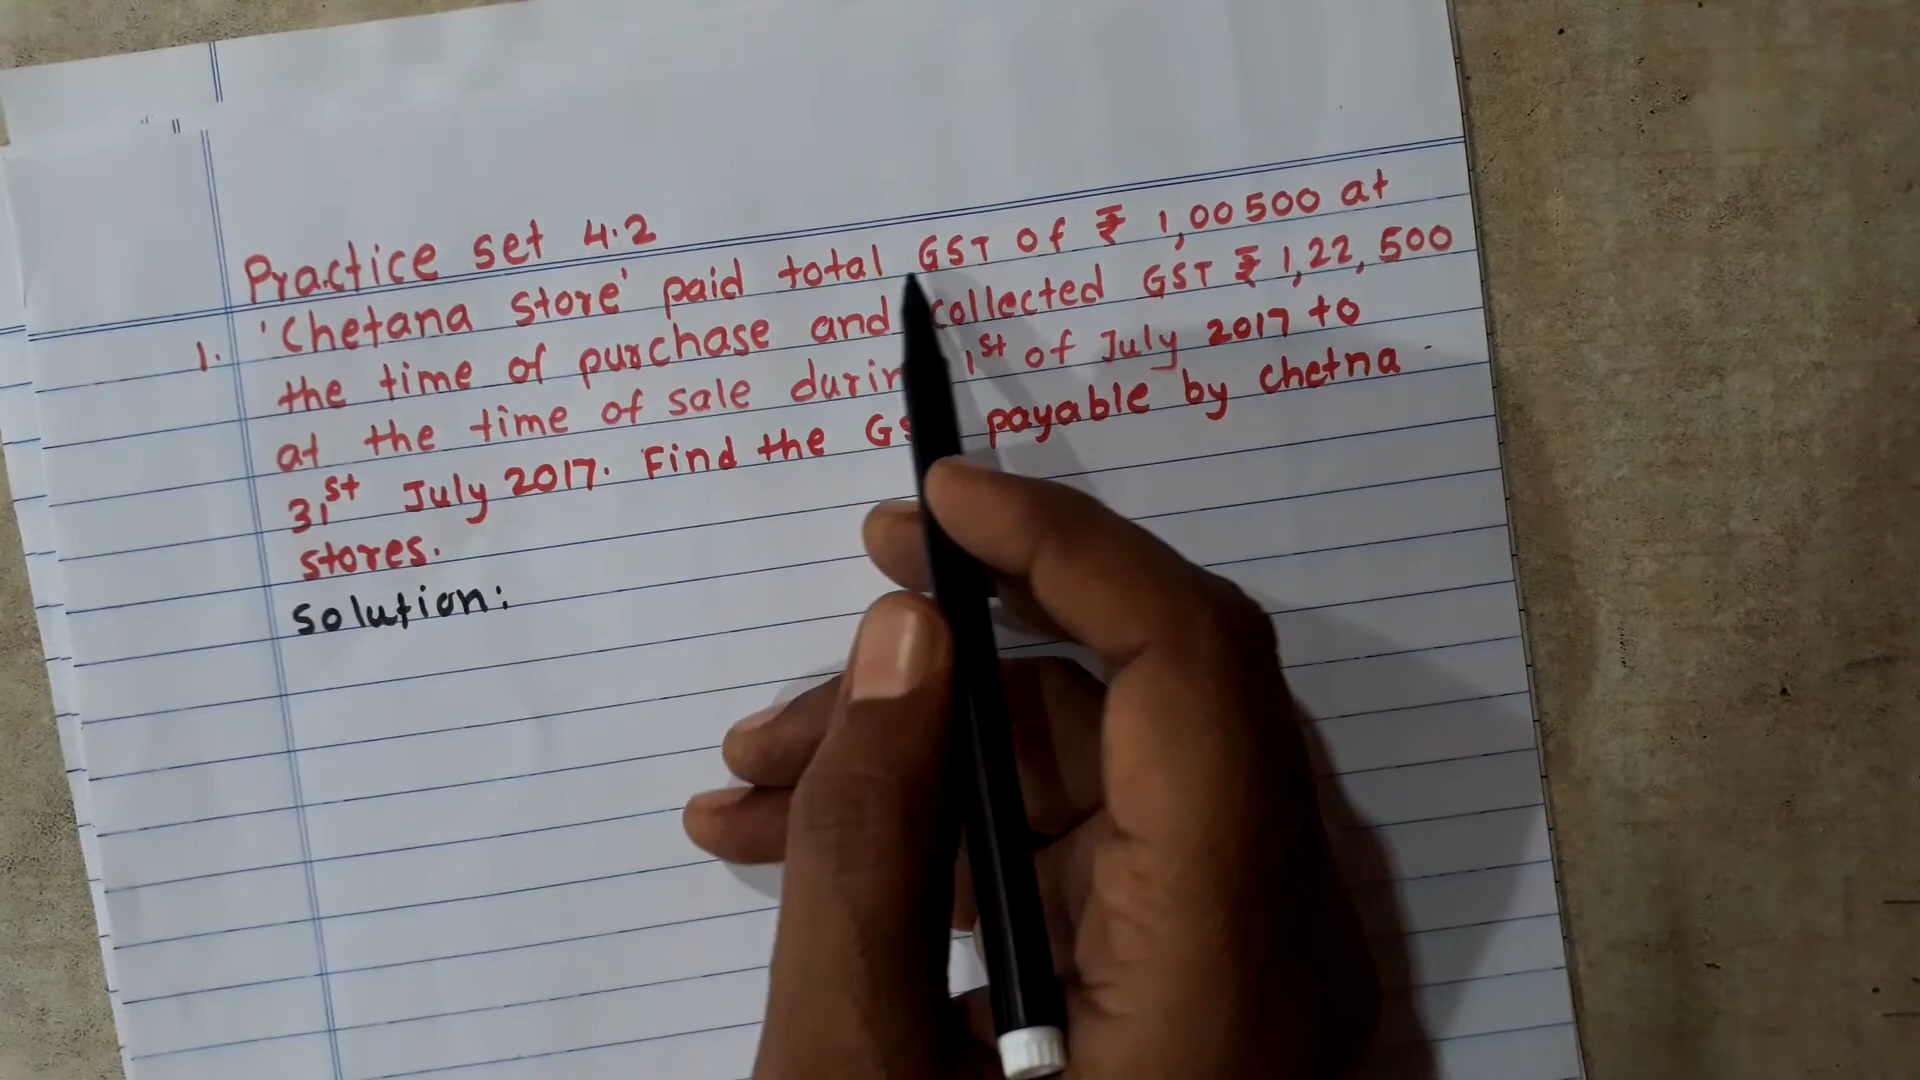 Practice set 4.2
1. 'Chetana store' paid total GST of ₹ 1,00500 at
the time of purchase and collected GST ₹ 1,22,500
at the time of sale during 1st of July 2017 to
31st July 2017. Find the GST payable by chetna
stores.
Solution: